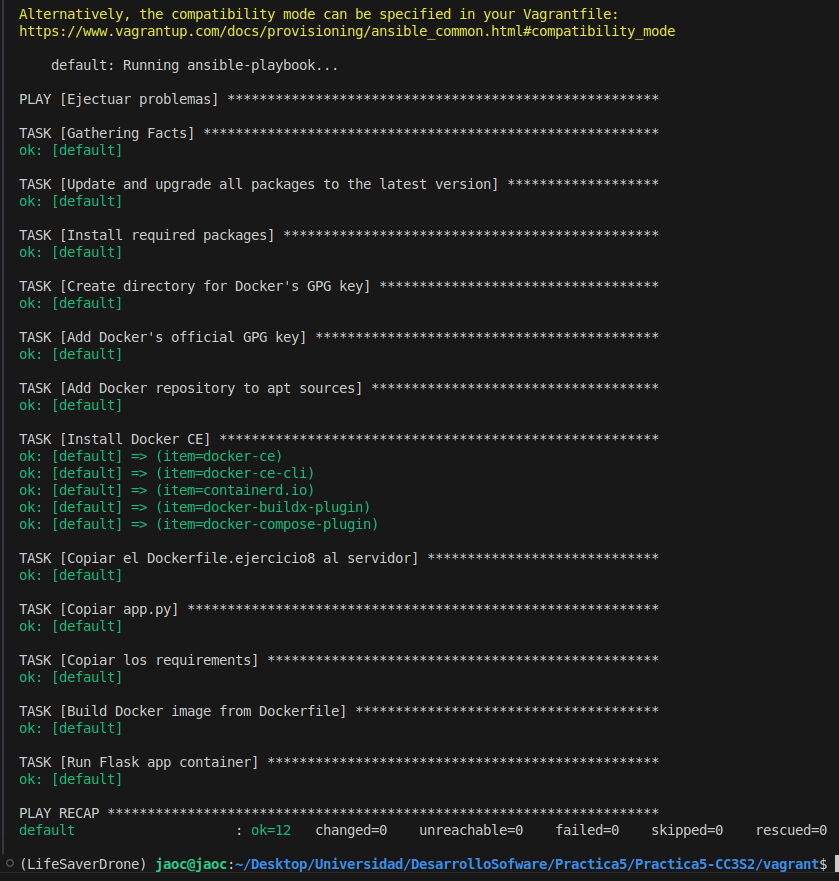 Alternatively, the compatibility mode can be specified in your Vagrantfile:
https://www.vagrantup.com/docs/provisioning/ansible_common.html#compatibility_mode
    default: Running ansible-playbook...
PLAY [Ejectuar problemas] ******************************************************
TASK [Gathering Facts] *********************************************************
ok: [default]
TASK [Update and upgrade all packages to the latest version] *******************
ok: [default]
TASK [Install required packages] ***********************************************
ok: [default]
TASK [Create directory for Docker's GPG key] ***********************************
ok: [default]
TASK [Add Docker's official GPG key] *******************************************
ok: [default]
TASK [Add Docker repository to apt sources] ************************************
ok: [default]
TASK [Install Docker CE] *******************************************************
ok: [default] => (item=docker-ce)
ok: [default] => (item=docker-ce-cli)
ok: [default] => (item=containerd.io)
ok: [default] => (item=docker-buildx-plugin)
ok: [default] => (item=docker-compose-plugin)
TASK [Copiar el Dockerfile.ejercicio8 al servidor] *****************************
ok: [default]
TASK [Copiar app.py] ***********************************************************
ok: [default]
TASK [Copiar los requirements] *************************************************
ok: [default]
TASK [Build Docker image from Dockerfile] **************************************
ok: [default]
TASK [Run Flask app container] *************************************************
ok: [default]
PLAY RECAP *********************************************************************
default                    : ok=12   changed=0    unreachable=0    failed=0    skipped=0    rescued=0
(LifeSaverDrone) jaoc@jaoc:~/Desktop/Universidad/DesarrolloSofware/Practica5/Practica5-CC3S2/vagrant$